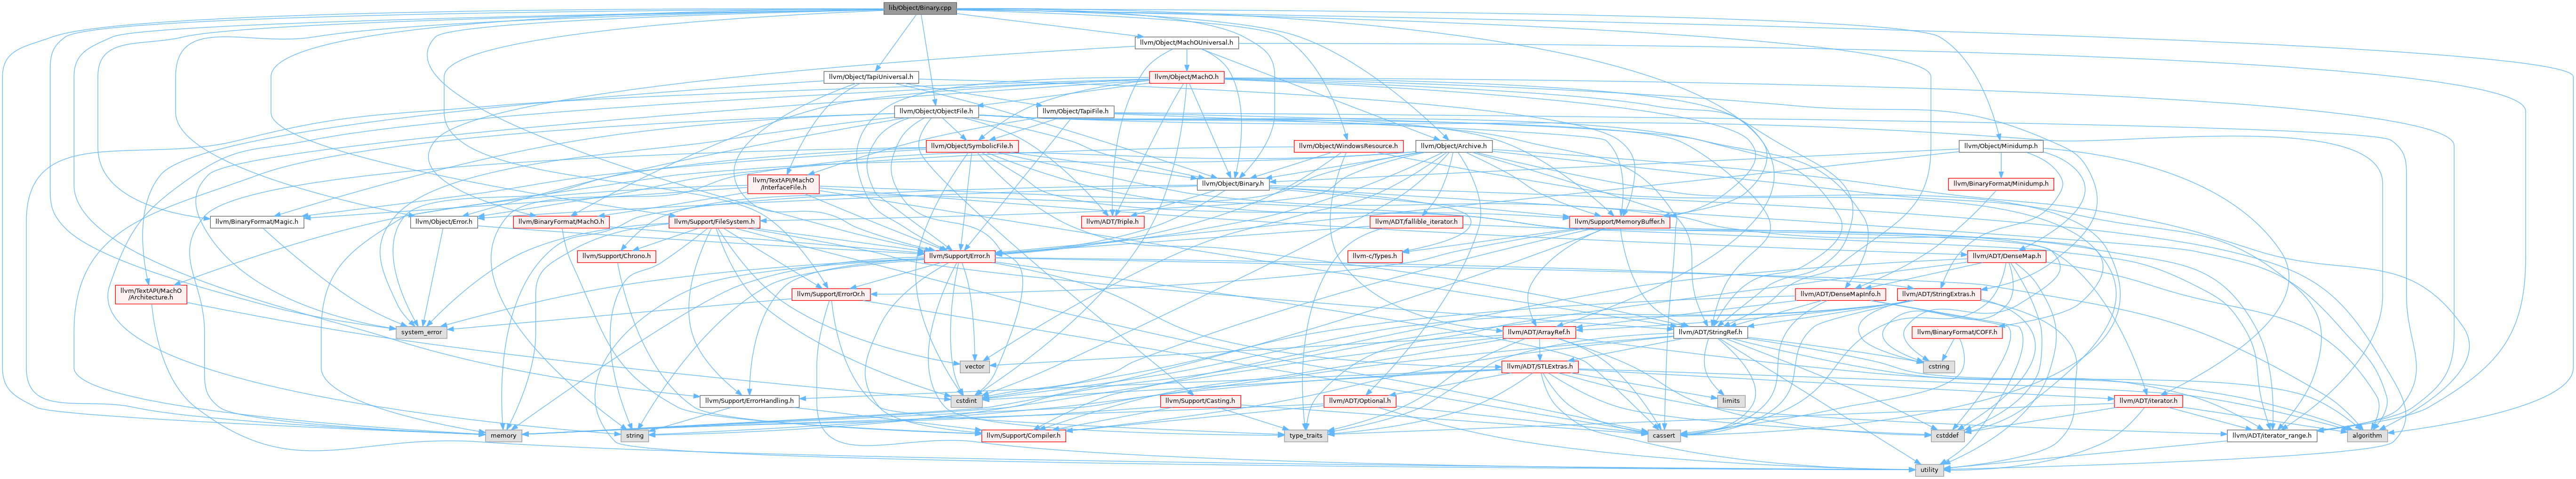 lib/Object/Binary.cpp
llvm/Object/MachOUniversal.h
llvm/Object/TapiUniversal.h
llvm/Object/MachO.h
llvm/Object/ObjectFile.h
llvm/Object/TapiFile.h
llvm/Object/SymbolicFile.h
llvm/Object/WindowsResource.h
llvm/Object/Archive.h
llvm/Object/Minidump.h
llvm/TextAPI/MachO
/InterfaceFile.h
llvm/Object/Binary.h
llvm/BinaryFormat/Minidump.h
llvm/BinaryFormat/Magic.h
llvm/Object/Error.h
llvm/BinaryFormat/MachO.h
llvm/Support/FileSystem.h
llvm/ADT/Triple.h
llvm/ADT/fallible_iterator.h
llvm/Support/MemoryBuffer.h
llvm/Support/Chrono.h
llvm/Support/Error.h
llvm-c/Types.h
llvm/ADT/DenseMap.h
llvm/TextAPI/MachO
/Architecture.h
llvm/Support/ErrorOr.h
llvm/ADT/DenseMapInfo.h
llvm/ADT/StringExtras.h
system_error
llvm/ADT/ArrayRef.h
llvm/ADT/StringRef.h
llvm/BinaryFormat/COFF.h
vector
llvm/ADT/STLExtras.h
cstring
llvm/Support/ErrorHandling.h
cstdint
llvm/Support/Casting.h
llvm/ADT/Optional.h
limits
llvm/ADT/iterator.h
memory
string
llvm/Support/Compiler.h
type_traits
cassert
cstddef
llvm/ADT/iterator_range.h
algorithm
utility